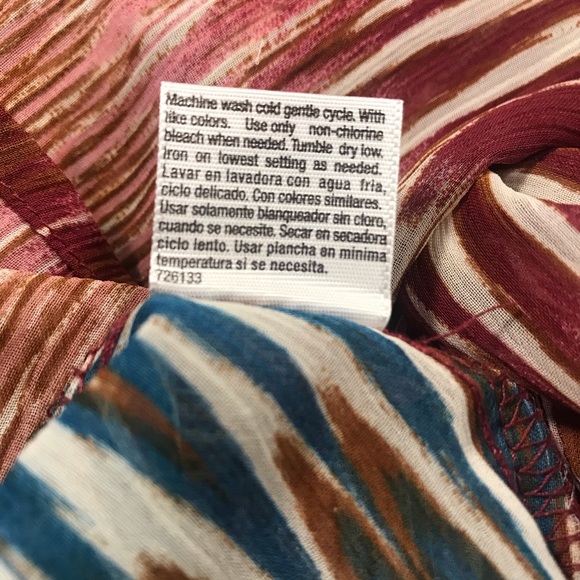 Machine wash cold gentle cycle. With
like colors. Use only non-chlorine
bleach when needed. Tumble dry low.
Iron on lowest setting as needed.
Lavar en lavadora con agua fria,
ciclo delicado. Con colores similares.
Usar solamente blanqueador sin cloro,
cuando se necesite. Secar en secadora
ciclo lento. Usar plancha en minima
temperatura si se necesita.
726133